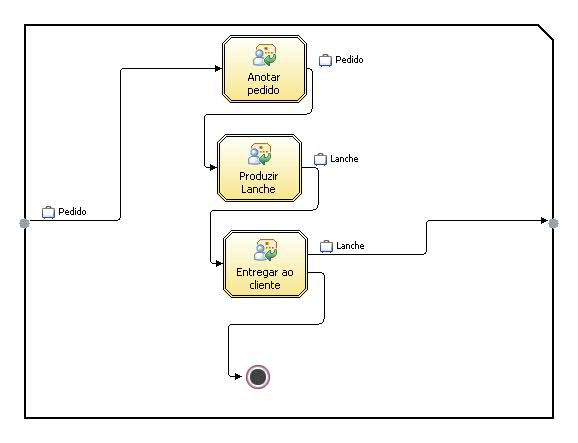 Pedido
Anotar
pedido
Lanche
Produzir
Lanche
Pedido
Lanche
Entregar ao
cliente